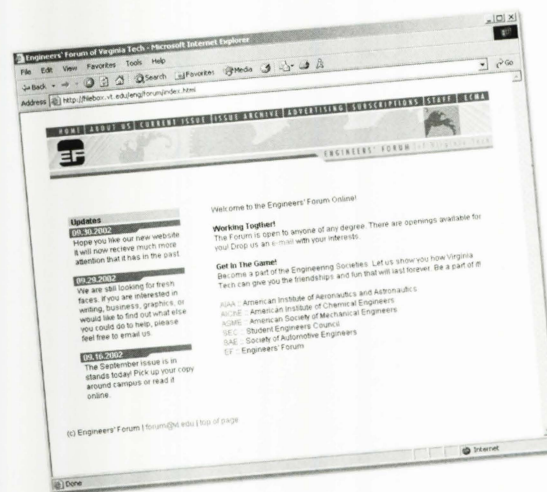 Engineers' Forum of Virginia Tech - Microsoft Internet Explorer
File Edit View Favorites Tools Help
Back Search Favorites Media
Address http://filebox.vt.edu/eng/forum/index.html Go
HOME ABOUT US CURRENT ISSUE ISSUE ARCHIVE ADVERTISING SUBSCRIPTIONS STAFF ECMA
EF
ENGINEERS' FORUM of Virginia Tech
Welcome to the Engineers' Forum Online!
Updates
09.30.2002
Hope you like our new website
it will now recieve much more
attention that it has in the past.
09.29.2002
We are still looking for fresh
faces. If you are interested in
writing, business, graphics, or
would like to find out what else
you could do to help, please
feel free to email us.
09.16.2002
The September issue is in
stands today! Pick up your copy
around campus or read it
online.
Working Togther!
The Forum is open to anyone of any degree. There are openings available for
you! Drop us an e-mail with your interests.
Get In The Game!
Become a part of the Engineering Societies. Let us show you how Virginia
Tech can give you the friendships and fun that will last forever. Be a part of it!
AIAA :: American Institute of Aeronautics and Astronautics
AIChE :: American Institute of Chemical Engineers
ASME :: American Society of Mechanical Engineers
SEC :: Student Engineers Council
SAE :: Society of Automotive Engineers
EF :: Engineers' Forum
(c) Engineers' Forum | forum@vt.edu | top of page
Done Internet